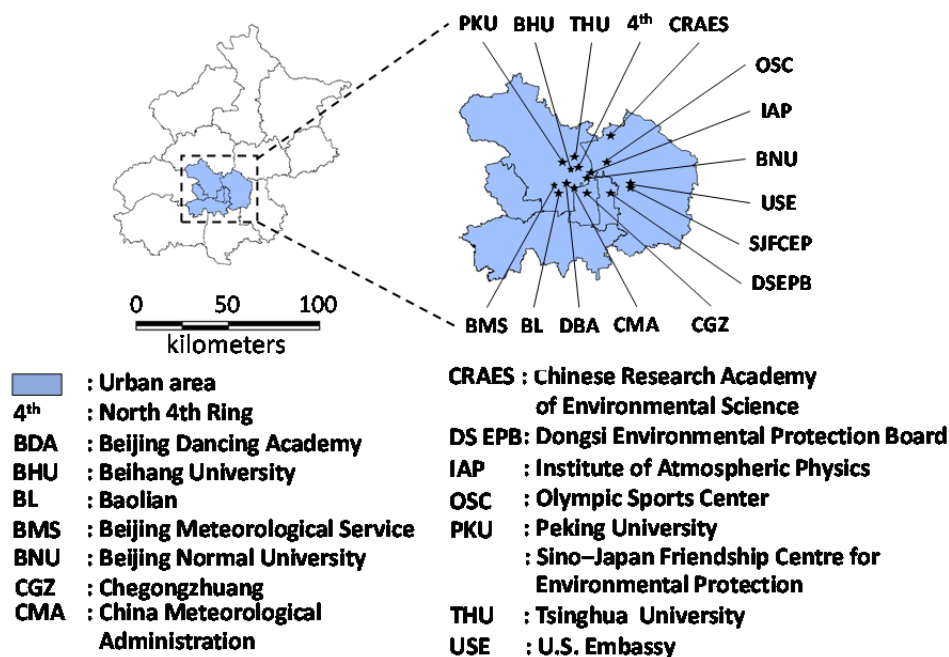 PKU BHU THU 4th CRAES
OSC
IAP
BNU
USE
SJFCEP
DSEPB
BMS BL DBA CMA CGZ
0 50 100
kilometers
: Urban area
4th : North 4th Ring
BDA : Beijing Dancing Academy
BHU : Beihang University
BL : Baolian
BMS : Beijing Meteorological Service
BNU : Beijing Normal University
CGZ : Chegongzhuang
CMA : China Meteorological
Administration
CRAES : Chinese Research Academy
of Environmental Science
DS EPB: Dongsi Environmental Protection Board
IAP : Institute of Atmospheric Physics
OSC : Olympic Sports Center
PKU : Peking University
: Sino–Japan Friendship Centre for
Environmental Protection
THU : Tsinghua University
USE : U.S. Embassy